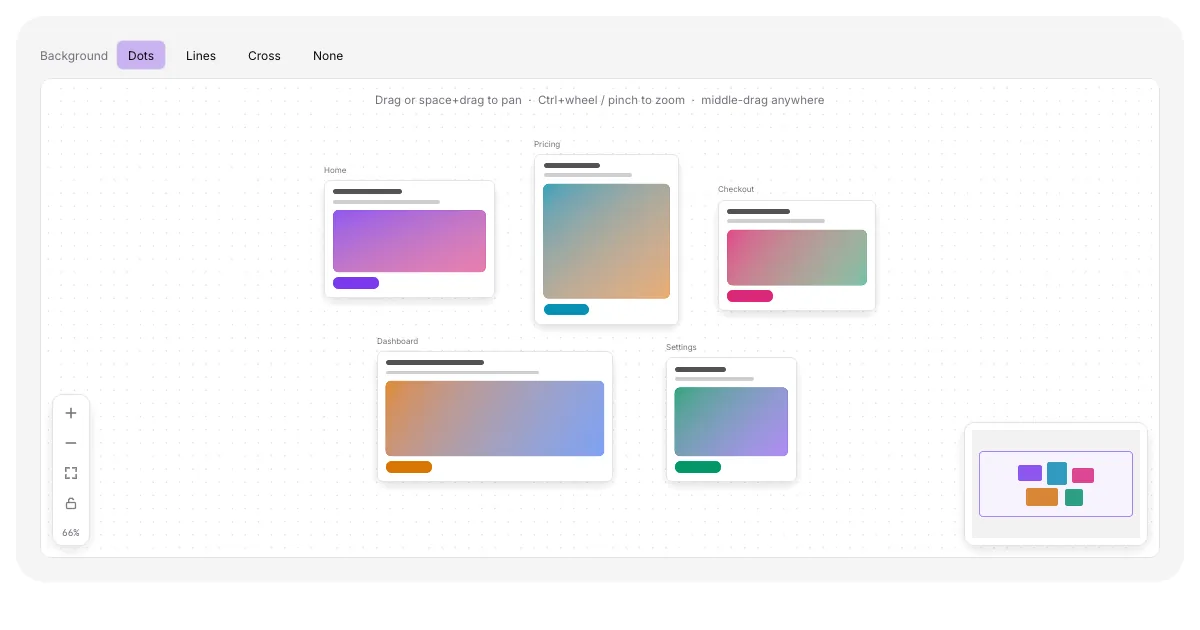 Background Dots Lines Cross None
Drag or space+drag to pan · Ctrl+wheel / pinch to zoom · middle-drag anywhere
Pricing
Home
Checkout
Dashboard
Settings
66%